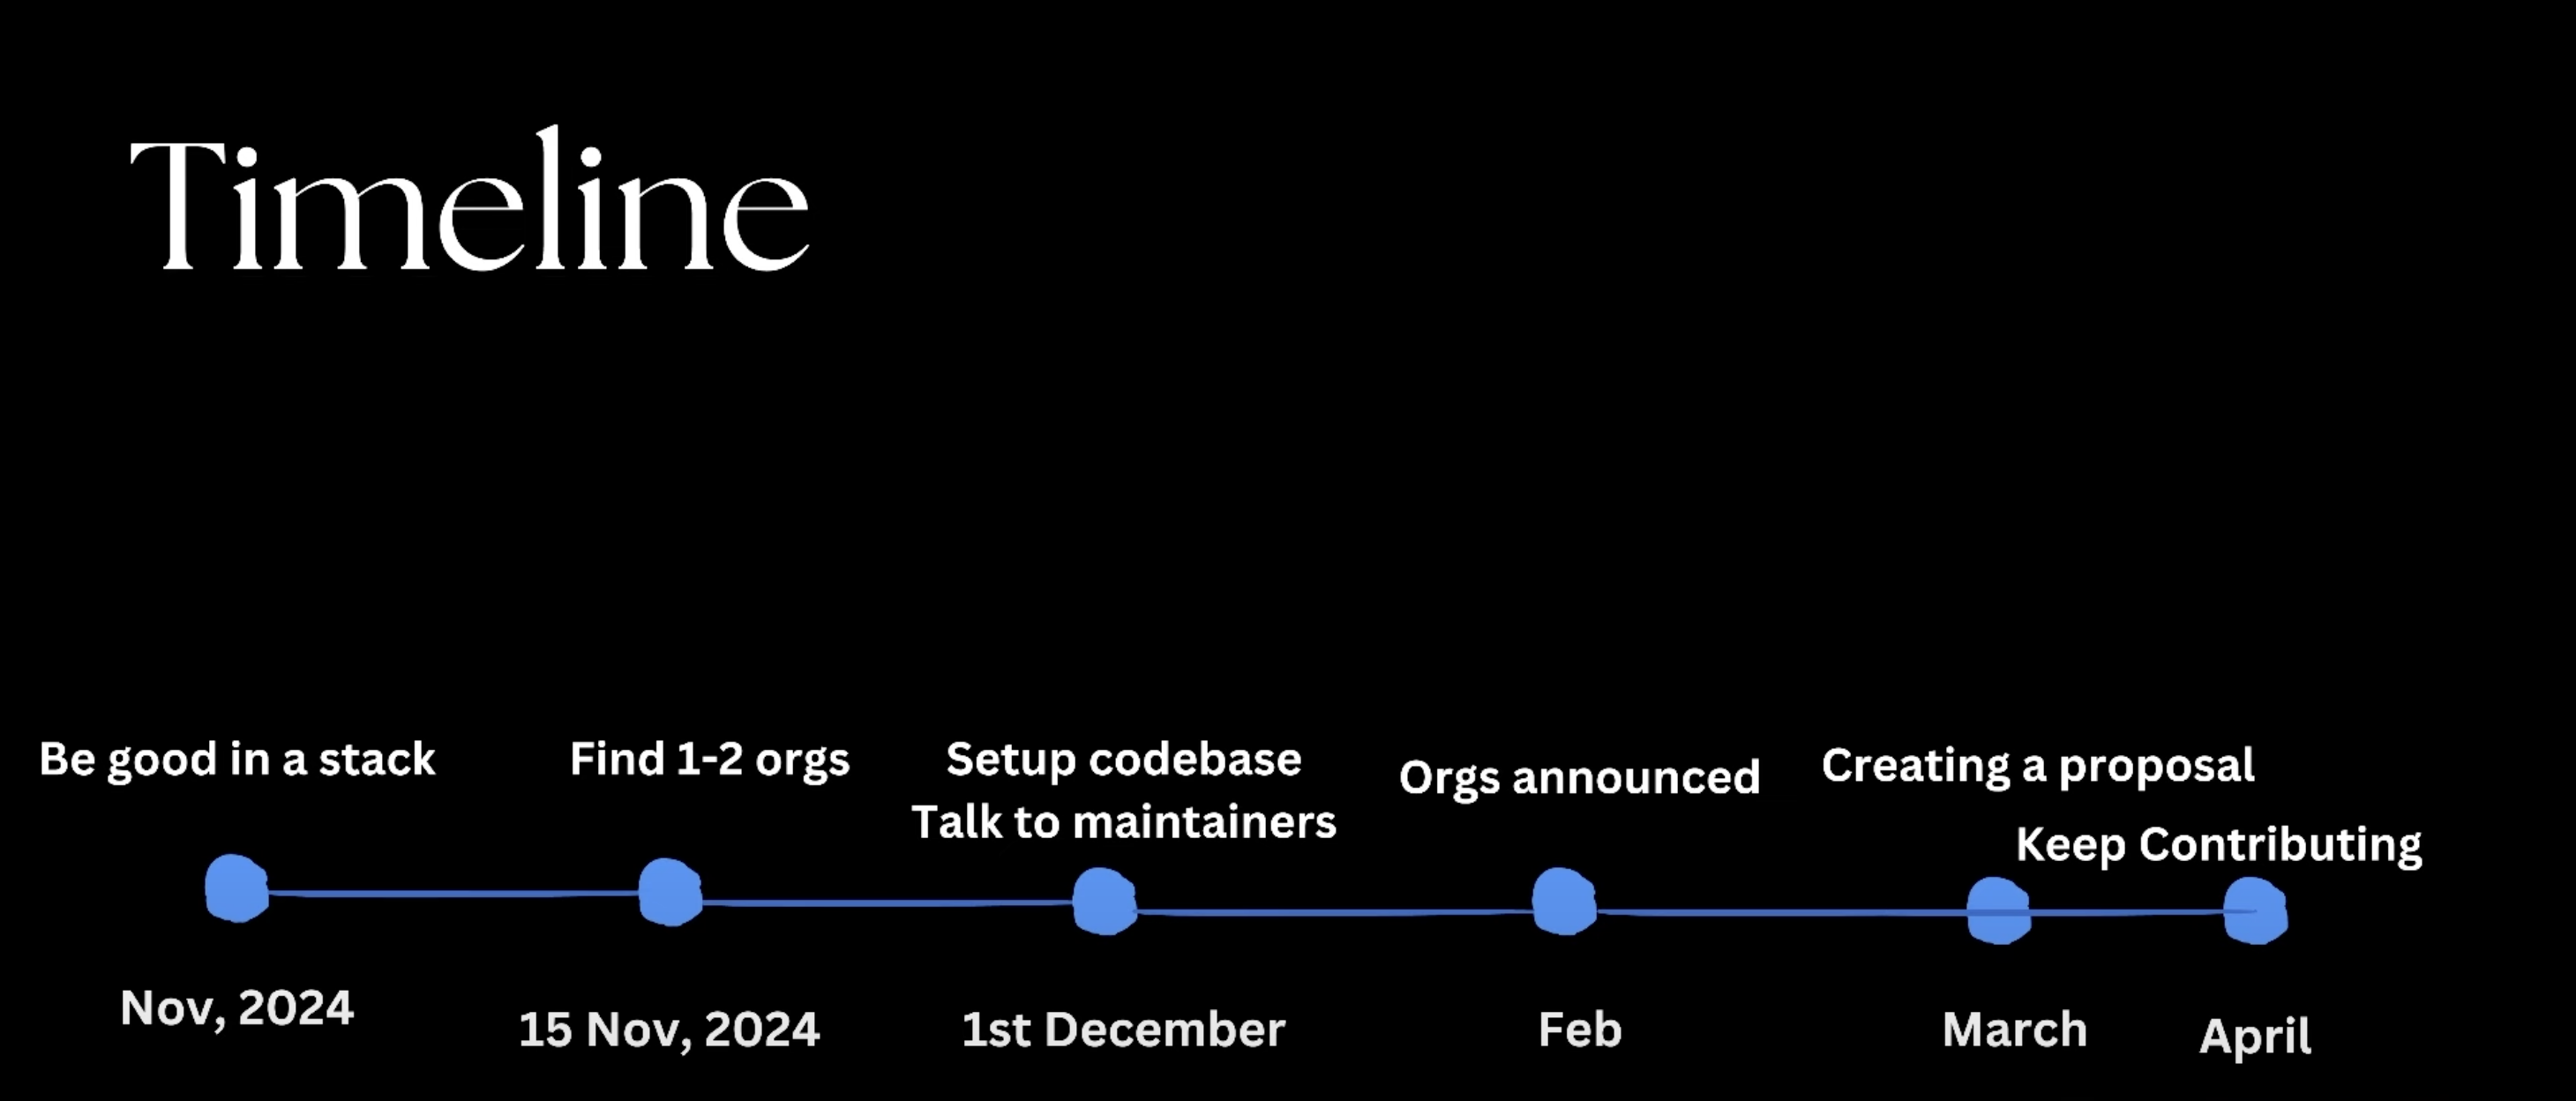 Timeline
Be good in a stack
Find 1-2 orgs
Setup codebase
Talk to maintainers
Orgs announced
Creating a proposal
Keep Contributing
Nov, 2024
15 Nov, 2024
1st December
Feb
March
April